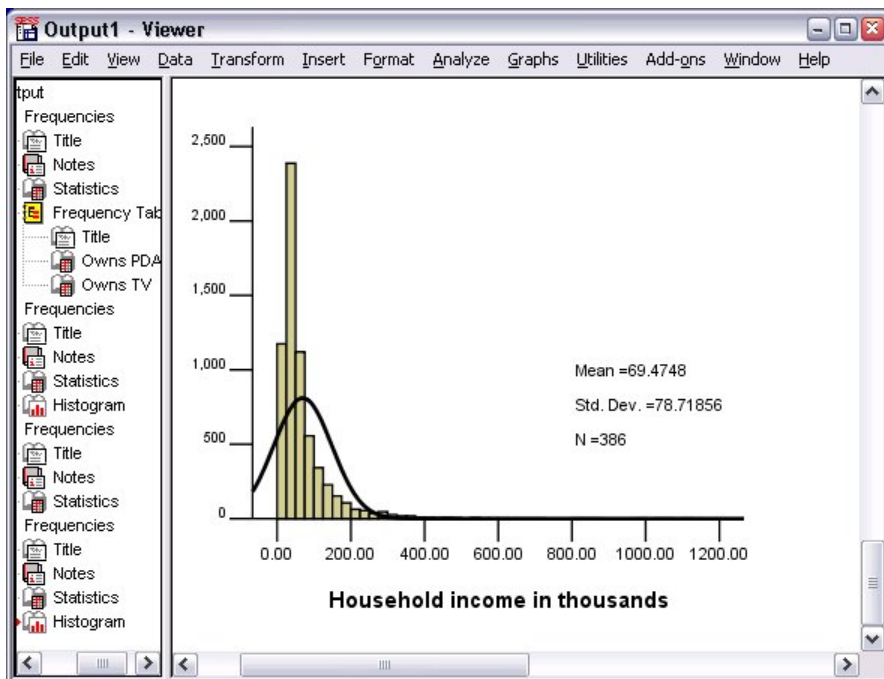 Output1 - Viewer
File Edit View Data Transform Insert Format Analyze Graphs Utilities Add-ons Window Help
tput
Frequencies
Title
Notes
Statistics
Frequency Tab
Title
Owns PDA
Owns TV
Frequencies
Title
Notes
Statistics
Histogram
Frequencies
Title
Notes
Statistics
Frequencies
Title
Notes
Statistics
Histogram
2,500
2,000
1,500
1,000
500
0
Mean =69.4748
Std. Dev. =78.71856
N =386
0.00 200.00 400.00 600.00 800.00 1000.00 1200.00
Household income in thousands